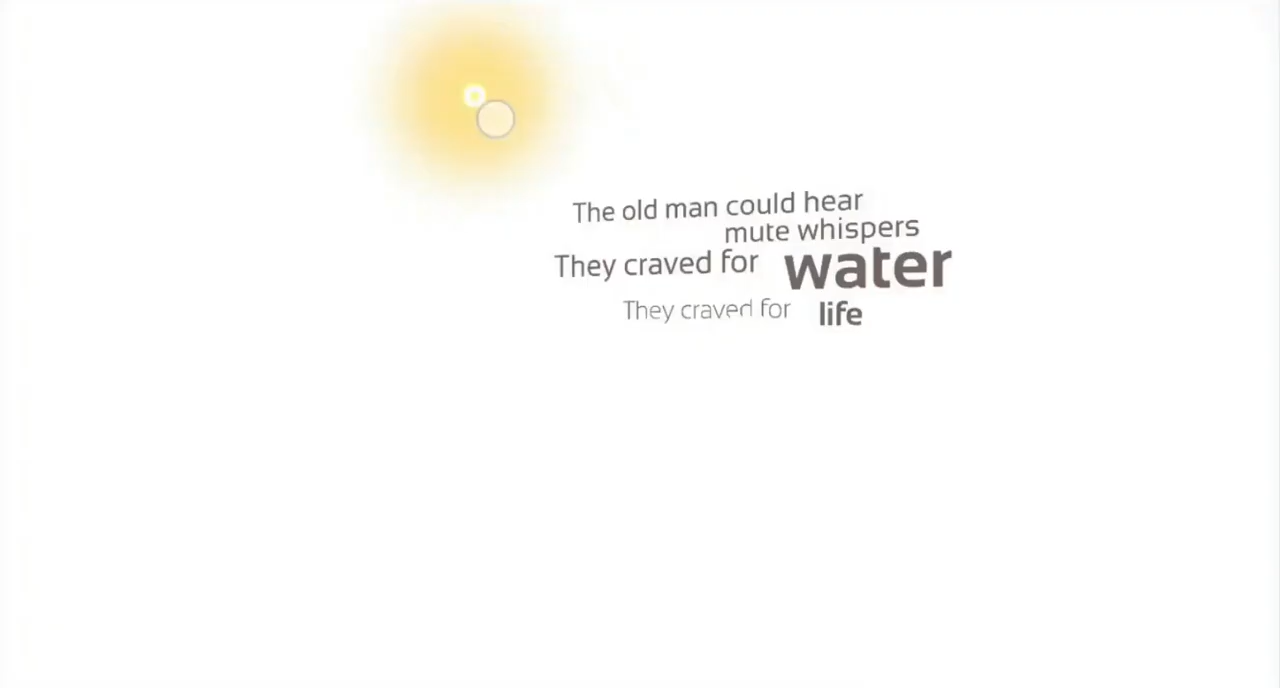 The old man could hear
mute whispers
They craved for water
They craved for life